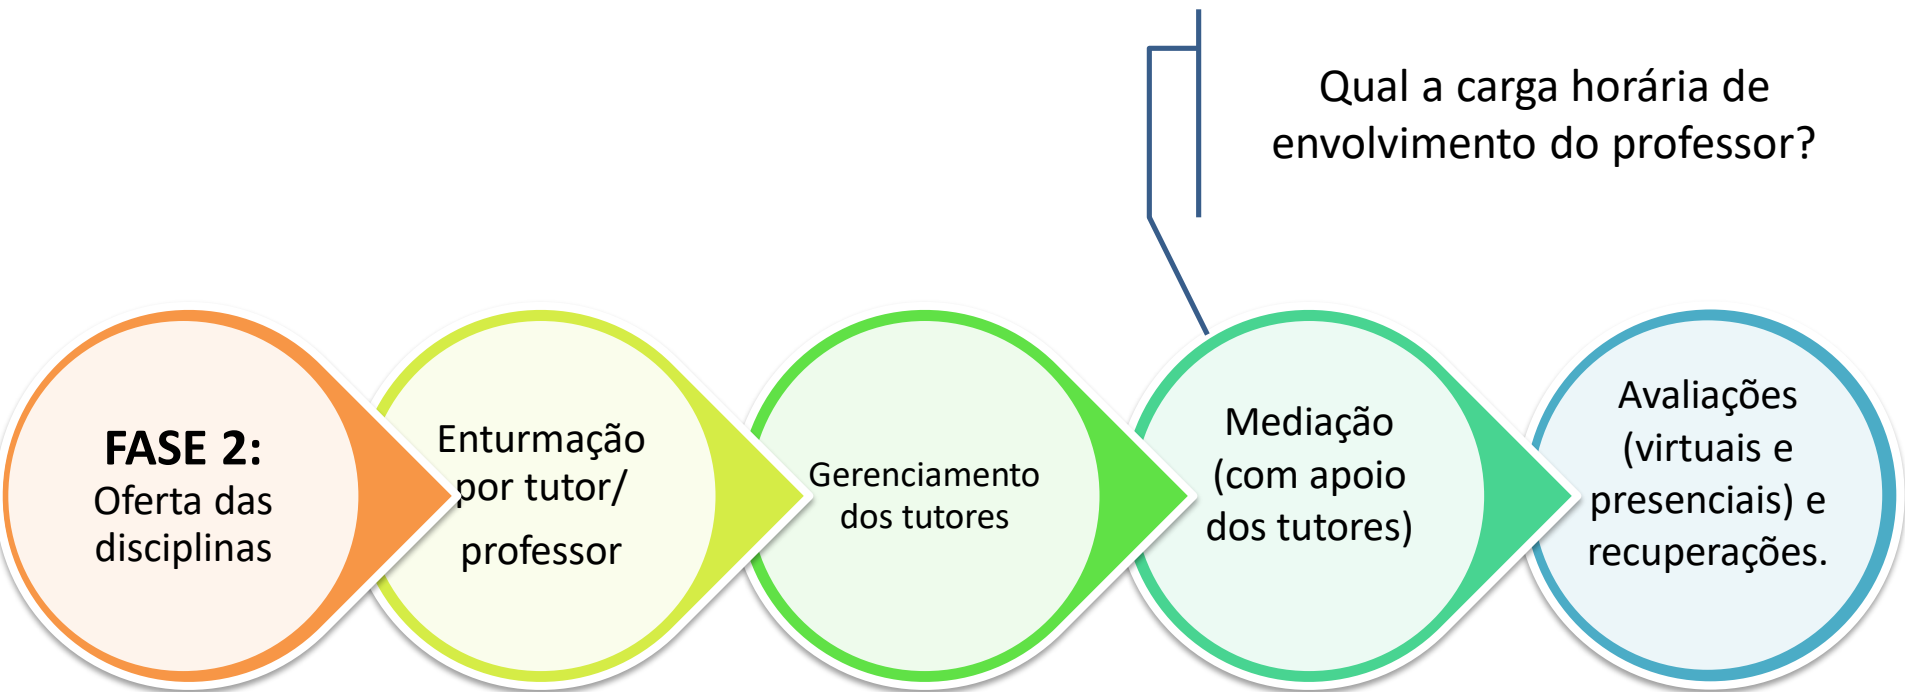 Qual a carga horária de
envolvimento do professor?
FASE 2:
Oferta das
disciplinas
Enturmação
por tutor/
professor
Gerenciamento
dos tutores
Mediação
(com apoio
dos tutores)
Avaliações
(virtuais e
presenciais) e
recuperações.